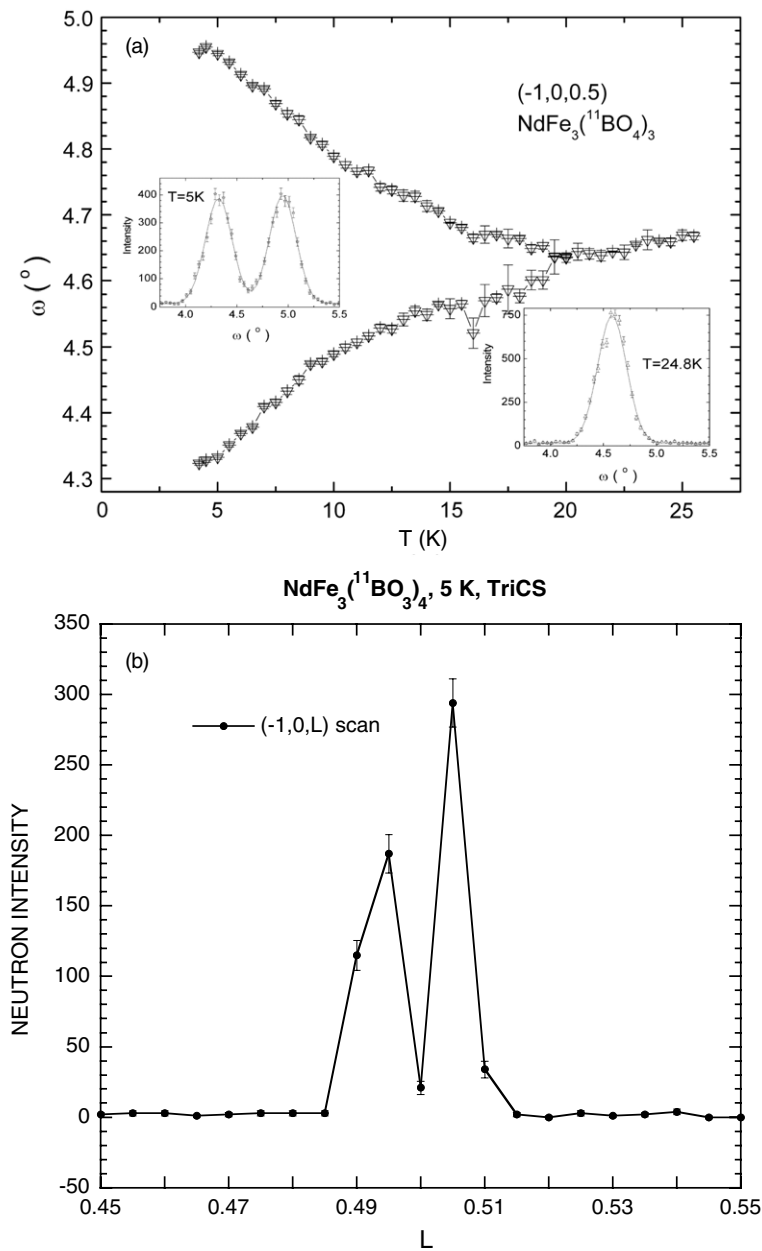 (a)
(-1,0,0.5)
NdFe3(11BO4)3
5.0
4.9
4.8
4.7
4.6
4.5
4.4
4.3
ω (°)
T=5K
Intensity
400
300
200
100
0
4.0 4.5 5.0 5.5
ω (°)
T=24.8K
Intensity
750
500
250
0
4.0 4.5 5.0 5.5
ω (°)
0 5 10 15 20 25
T (K)
NdFe3(11BO3)4, 5 K, TriCS
(b)
(-1,0,L) scan
350
300
250
200
150
100
50
0
-50
NEUTRON INTENSITY
0.45 0.47 0.49 0.51 0.53 0.55
L